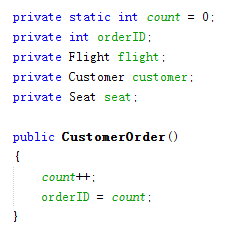 private static int count = 0;
private int orderID;
private Flight flight;
private Customer customer;
private Seat seat;
public CustomerOrder()
{
count++;
orderID = count;
}